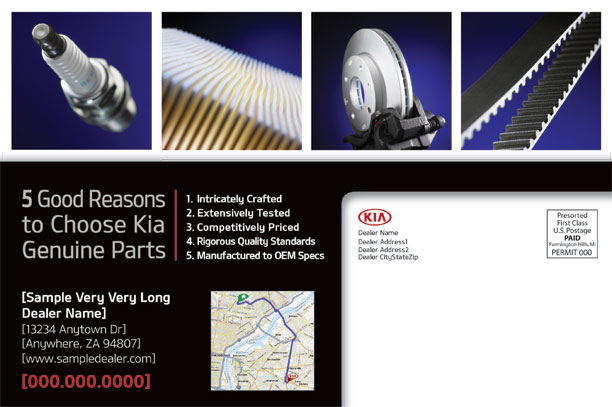 5 Good Reasons
to Choose Kia
Genuine Parts
1. Intricately Crafted
2. Extensively Tested
3. Competitively Priced
4. Rigorous Quality Standards
5. Manufactured to OEM Specs
[Sample Very Very Long
Dealer Name]
[13234 Anytown Dr]
[Anywhere, ZA 94807]
[www.sampledealer.com]
[000.000.0000]
KIA
Dealer Name
Dealer Address1
Dealer Address2
Dealer CityStateZip
Presorted
First Class
U.S. Postage
PAID
Farmington Hills, MI
PERMIT 000